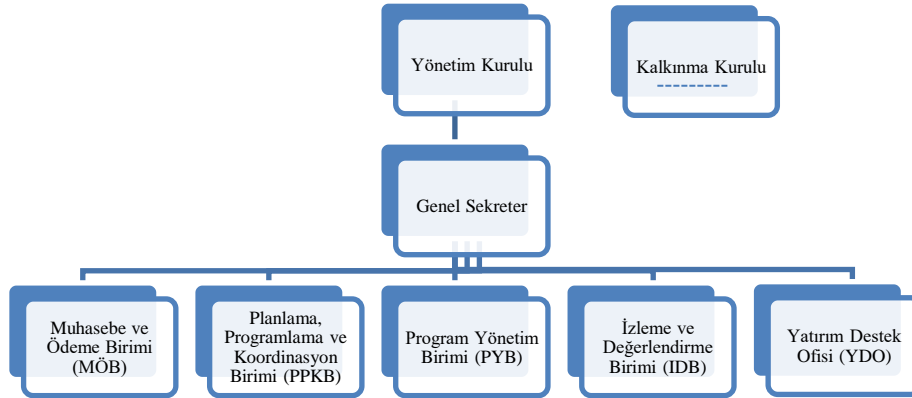 Yönetim Kurulu
Kalkınma Kurulu
Genel Sekreter
Muhasebe ve
Ödeme Birimi
(MÖB)
Planlama,
Programlama ve
Koordinasyon
Birimi (PPKB)
Program Yönetim
Birimi (PYB)
İzleme ve
Değerlendirme
Birimi (IDB)
Yatırım Destek
Ofisi (YDO)